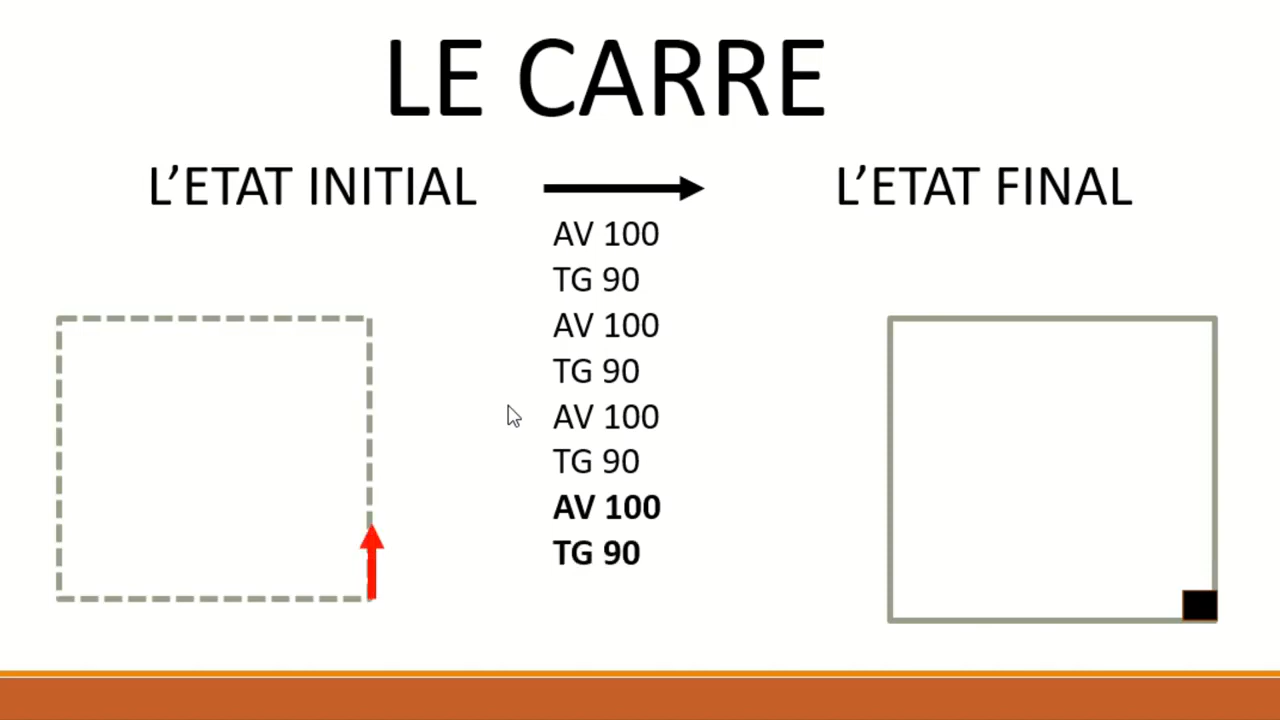 LE CARRE
L’ETAT INITIAL
L’ETAT FINAL
AV 100
TG 90
AV 100
TG 90
AV 100
TG 90
AV 100
TG 90